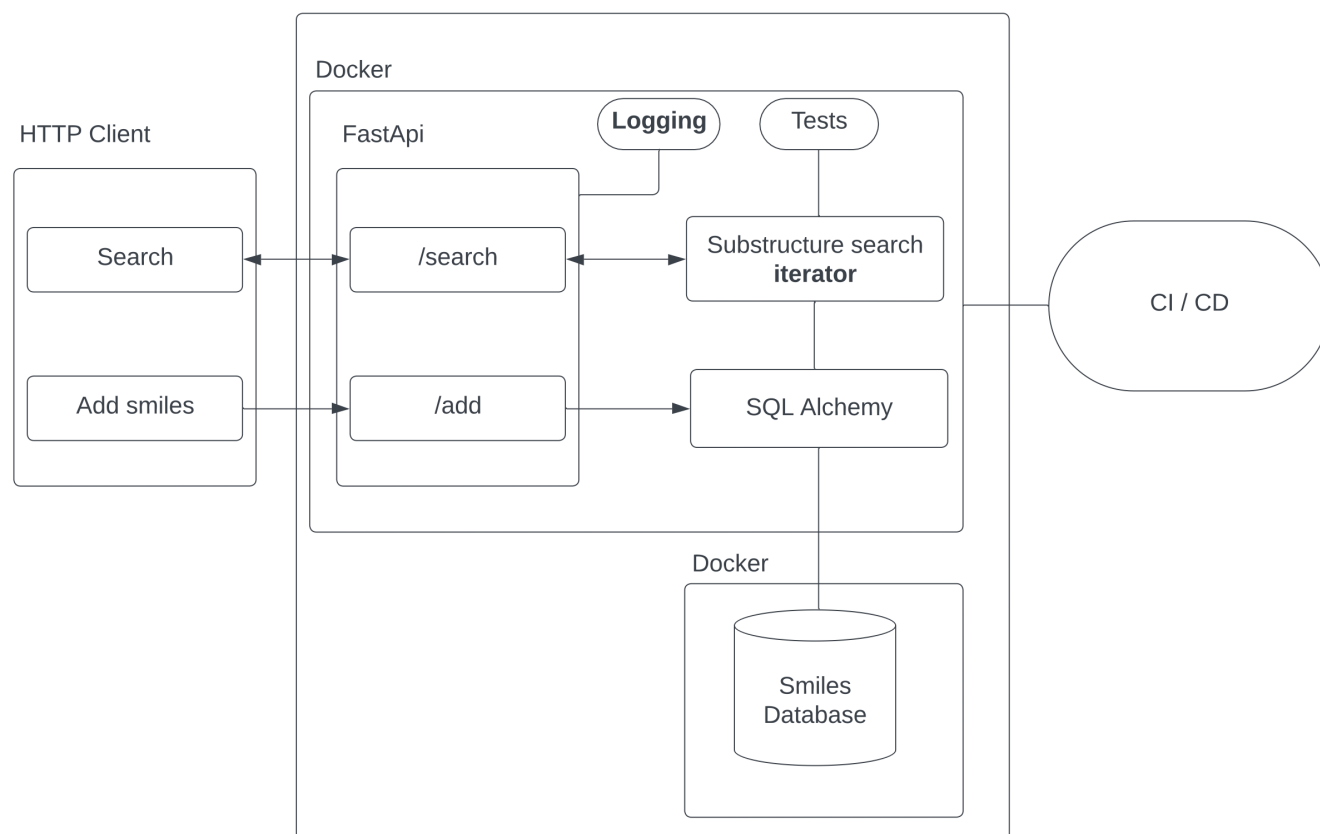 Docker
HTTP Client
FastApi
Logging
Tests
Search
/search
Substructure search
iterator
CI / CD
Add smiles
/add
SQL Alchemy
Docker
Smiles
Database